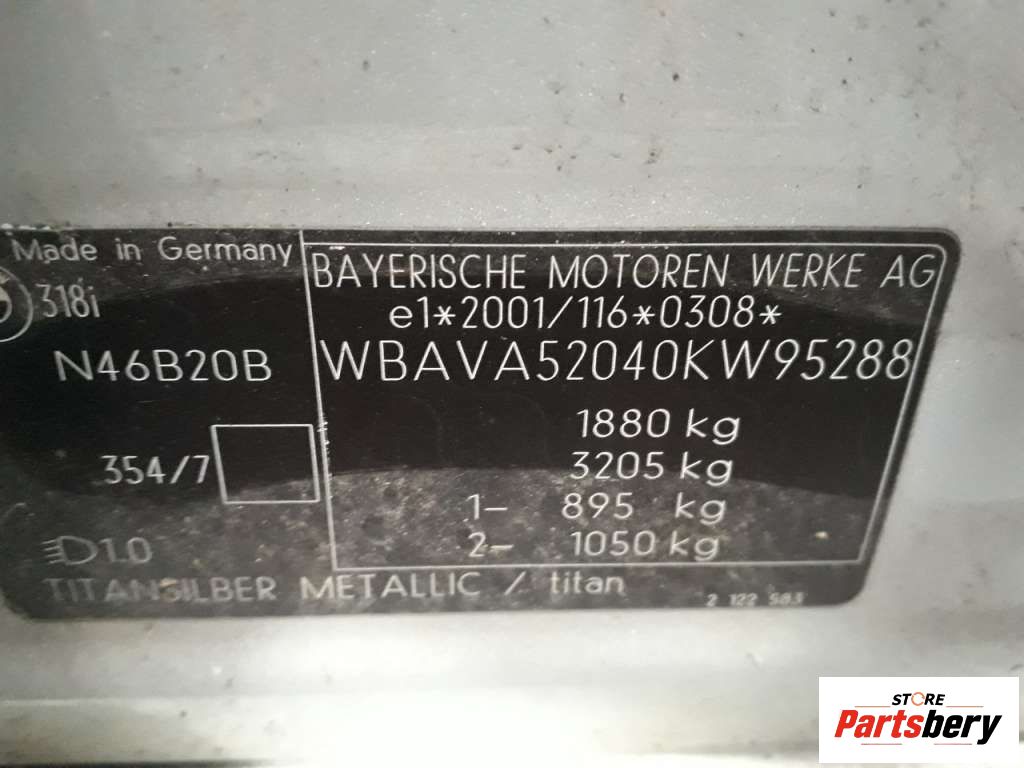 Made in Germany
318i
N46B20B
354/7
1.0
BAYERISCHE MOTOREN WERKE AG
e1*2001/116*0308*
WBAVA52040KW95288
1880 kg
3205 kg
1- 895 kg
2- 1050 kg
TITANSILBER METALLIC / titan
2 122 583
STORE
Partsbery